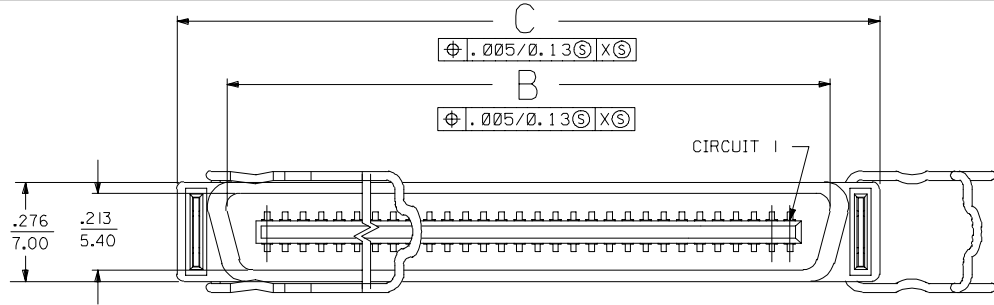 C
⌖ .005/0.13Ⓢ XⓈ
B
⌖ .005/0.13Ⓢ XⓈ
CIRCUIT 1
.276
7.00
.213
5.40